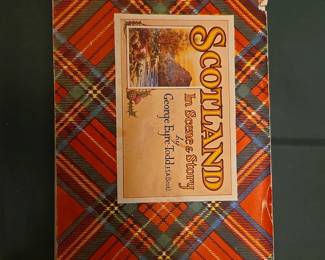 SCOTLAND
In Scene & Story
by
George Eyre Todd